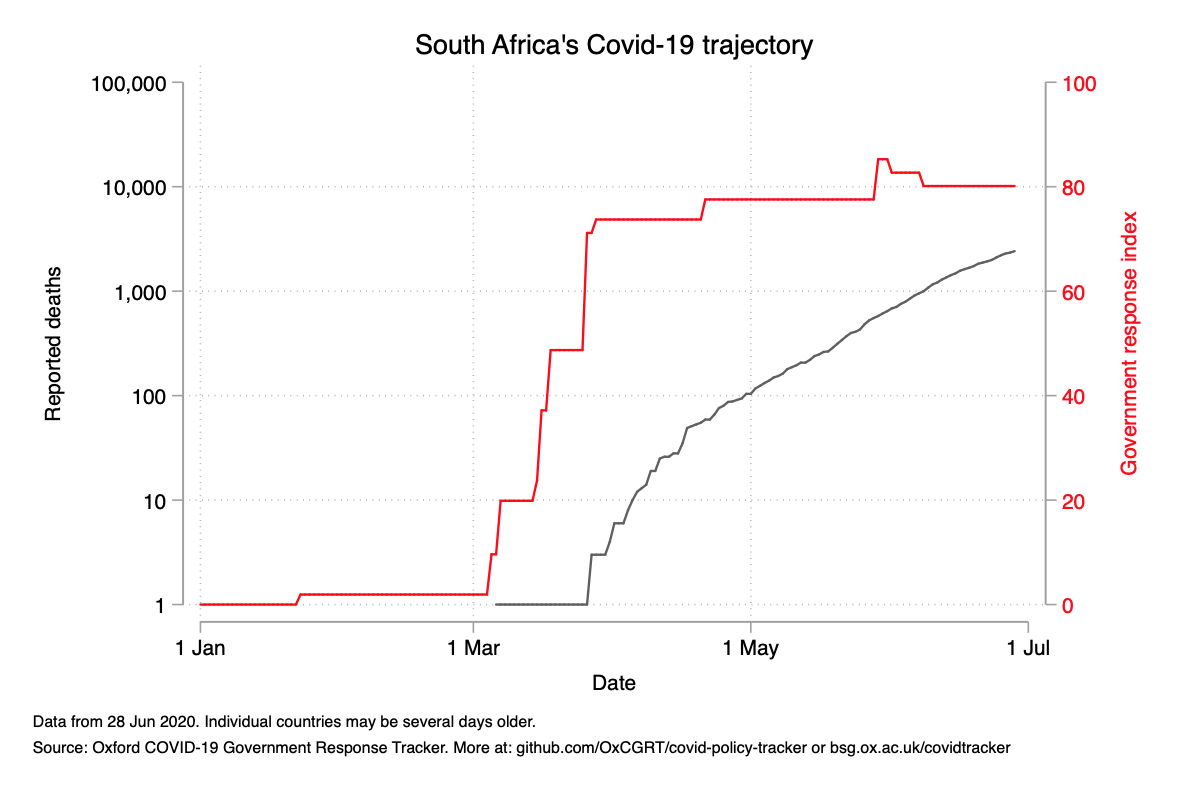 South Africa's Covid-19 trajectory
100,000
10,000
1,000
100
10
1
Reported deaths
100
80
60
40
20
0
Government response index
1 Jan
1 Mar
1 May
1 Jul
Date
Data from 28 Jun 2020. Individual countries may be several days older.
Source: Oxford COVID-19 Government Response Tracker. More at: github.com/OxCGRT/covid-policy-tracker or bsg.ox.ac.uk/covidtracker